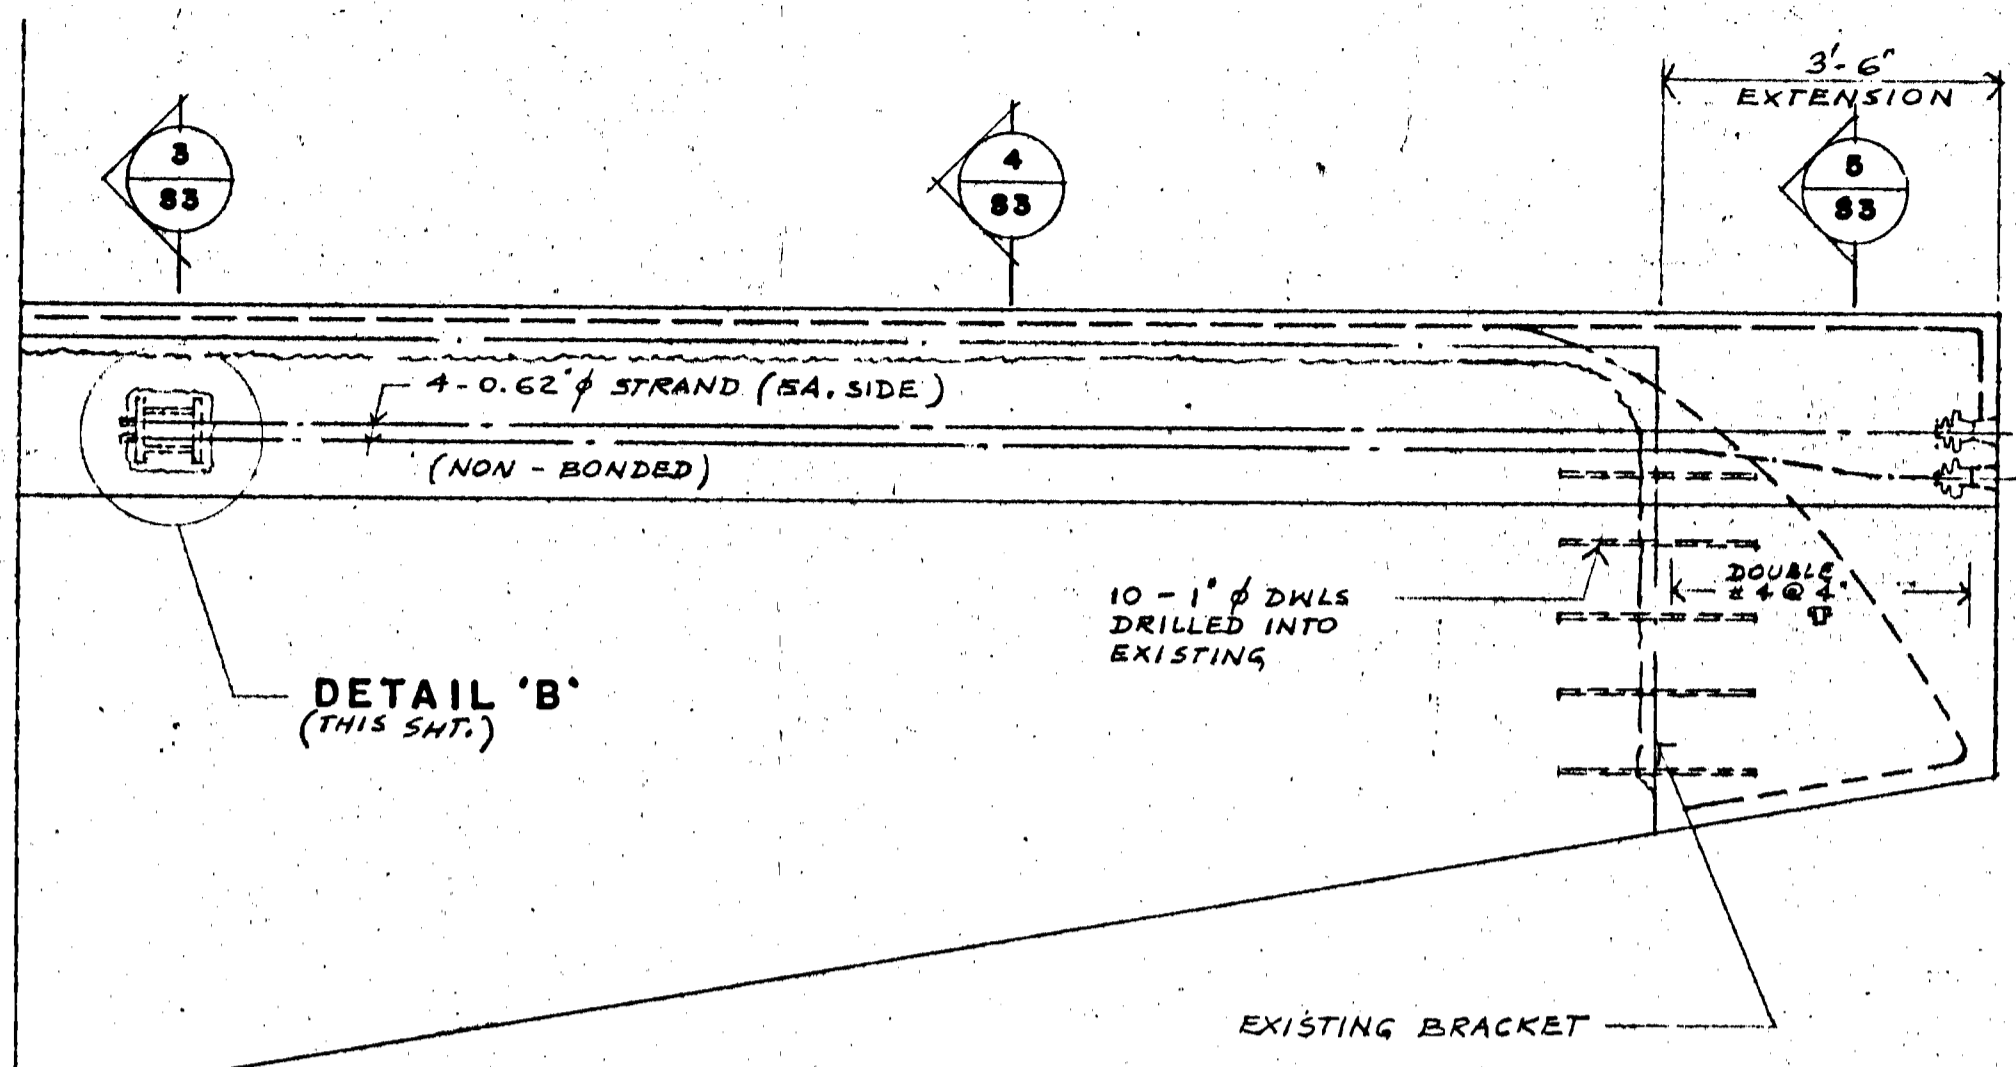 3'-6"
EXTENSION
3
S3
4
S3
5
S3
4-0.62"φ STRAND (EA. SIDE)
(NON-BONDED)
10-1"φ DWLS
DRILLED INTO
EXISTING
DOUBLE
#4@4"
DETAIL 'B'
(THIS SHT.)
EXISTING BRACKET